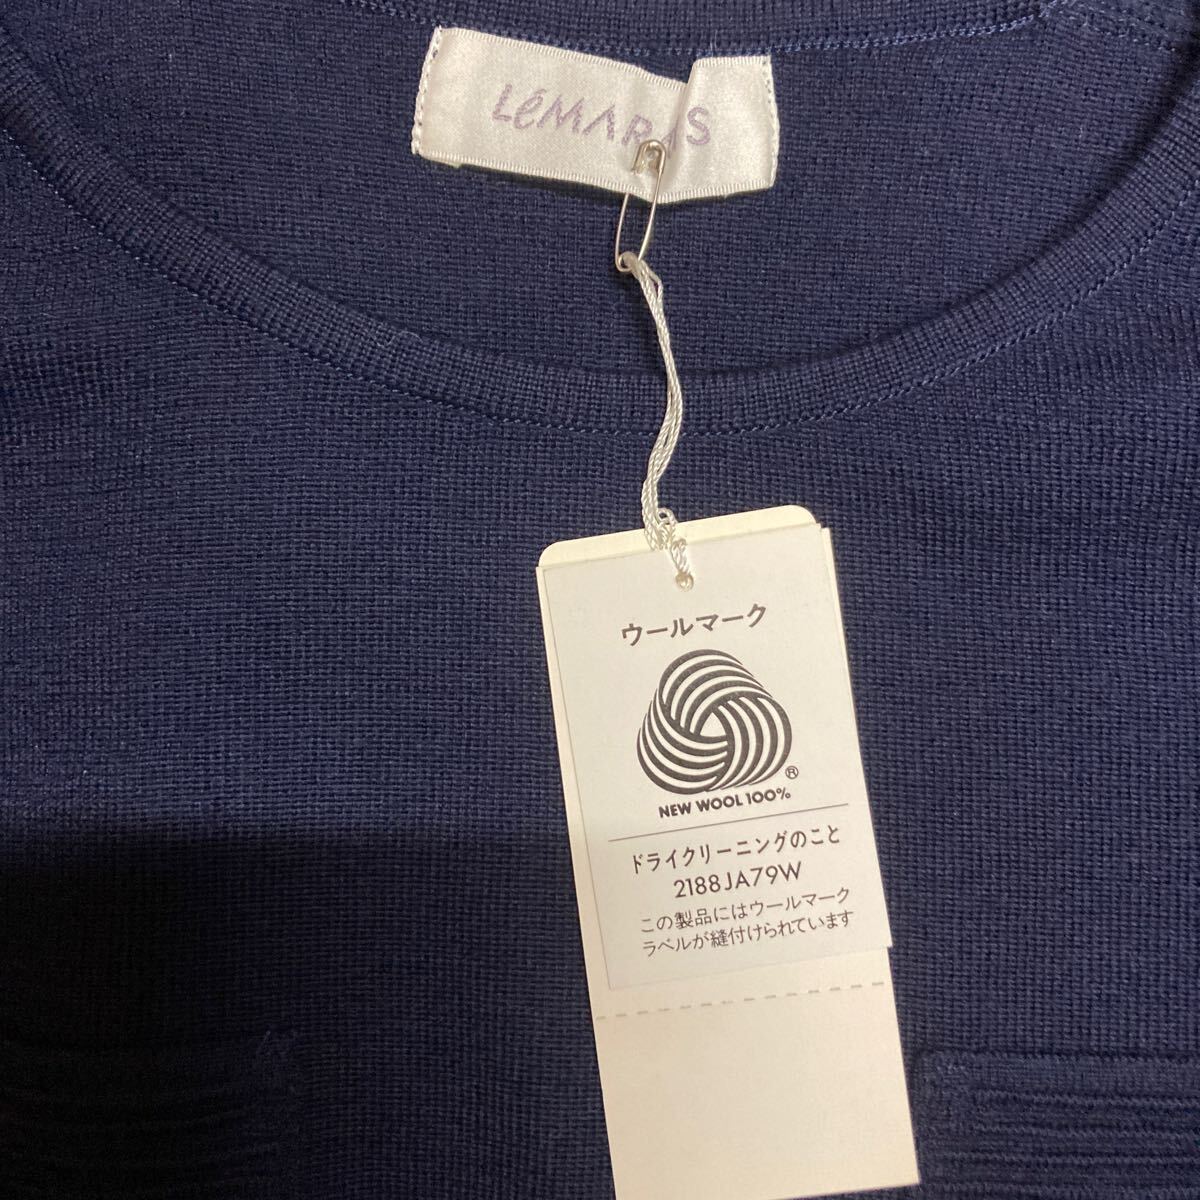 LéMARAIS
ウールマーク
®
NEW WOOL 100%
ドライクリーニングのこと
2188JA79W
この製品にはウールマーク
ラベルが縫付けられています